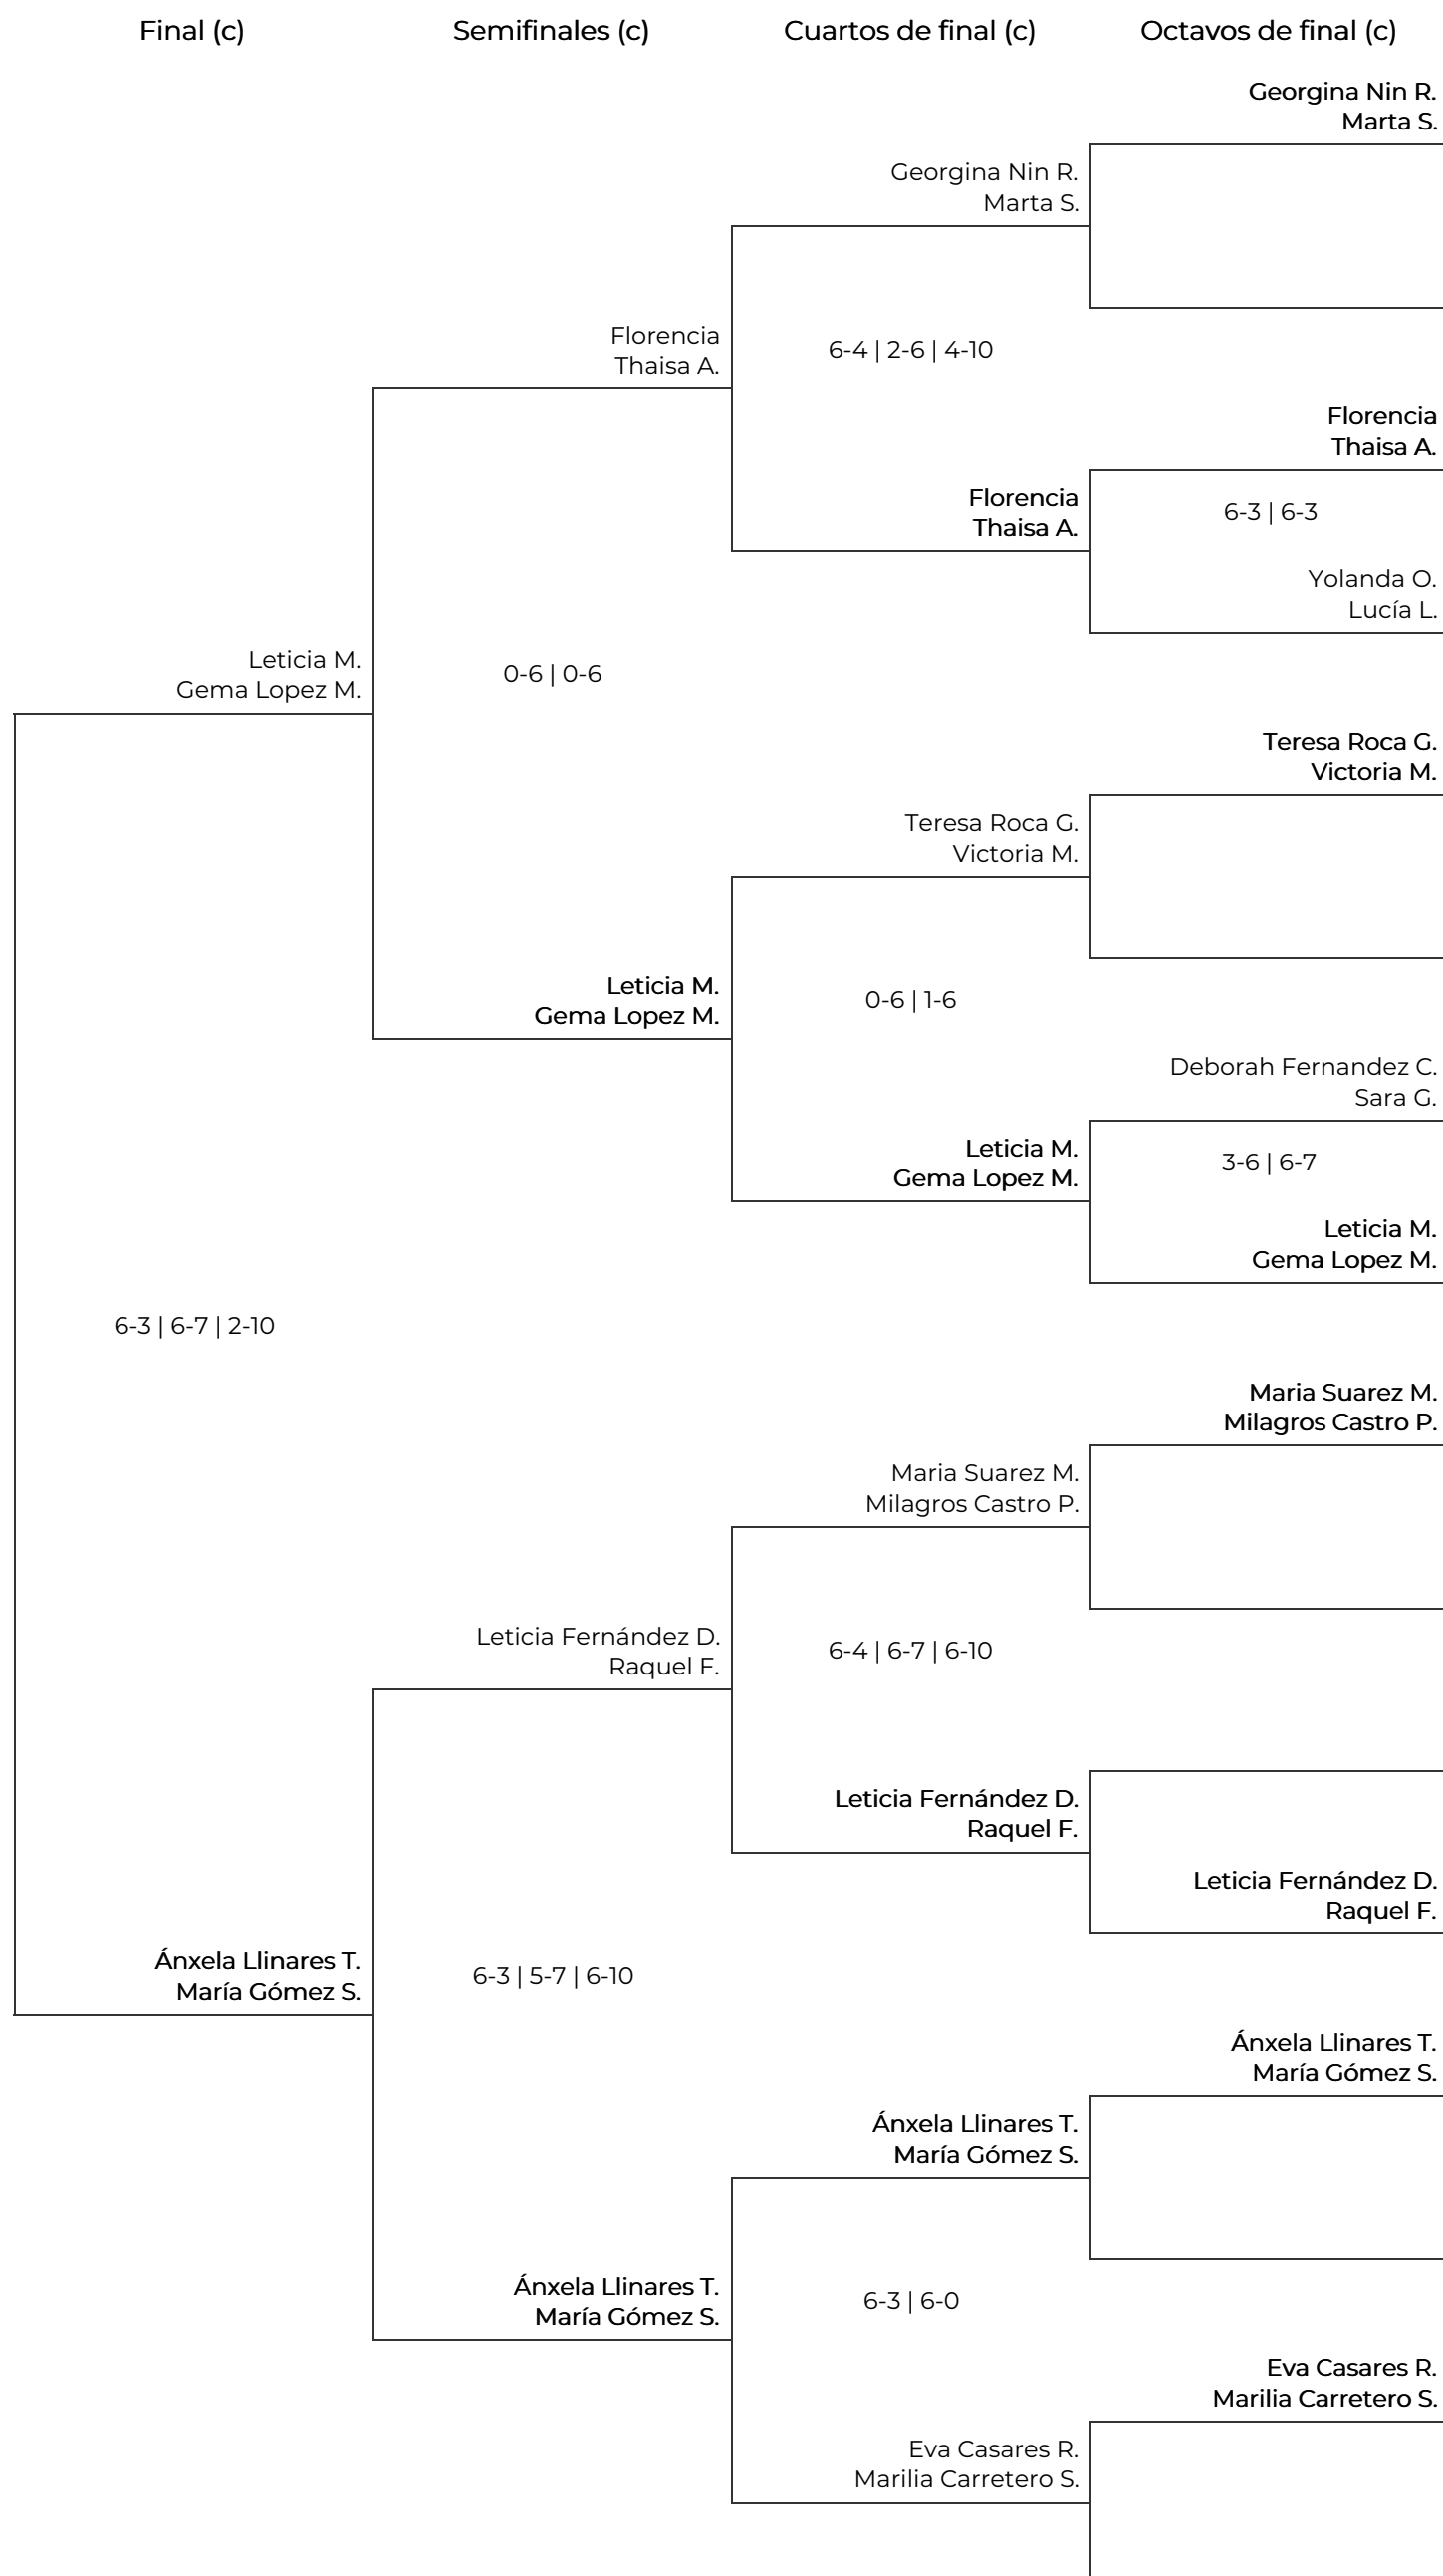 Final (c)
Semifinales (c)
Cuartos de final (c)
Octavos de final (c)
Georgina Nin R.
Marta S.
Georgina Nin R.
Marta S.
Florencia
Thaisa A.
6-4 | 2-6 | 4-10
Florencia
Thaisa A.
Florencia
Thaisa A.
6-3 | 6-3
Yolanda O.
Lucía L.
Leticia M.
Gema Lopez M.
0-6 | 0-6
Teresa Roca G.
Victoria M.
Teresa Roca G.
Victoria M.
Leticia M.
Gema Lopez M.
0-6 | 1-6
Deborah Fernandez C.
Sara G.
Leticia M.
Gema Lopez M.
3-6 | 6-7
Leticia M.
Gema Lopez M.
6-3 | 6-7 | 2-10
Maria Suarez M.
Milagros Castro P.
Maria Suarez M.
Milagros Castro P.
Leticia Fernández D.
Raquel F.
6-4 | 6-7 | 6-10
Leticia Fernández D.
Raquel F.
Leticia Fernández D.
Raquel F.
Ánxela Llinares T.
María Gómez S.
6-3 | 5-7 | 6-10
Ánxela Llinares T.
María Gómez S.
Ánxela Llinares T.
María Gómez S.
Ánxela Llinares T.
María Gómez S.
6-3 | 6-0
Eva Casares R.
Marilia Carretero S.
Eva Casares R.
Marilia Carretero S.